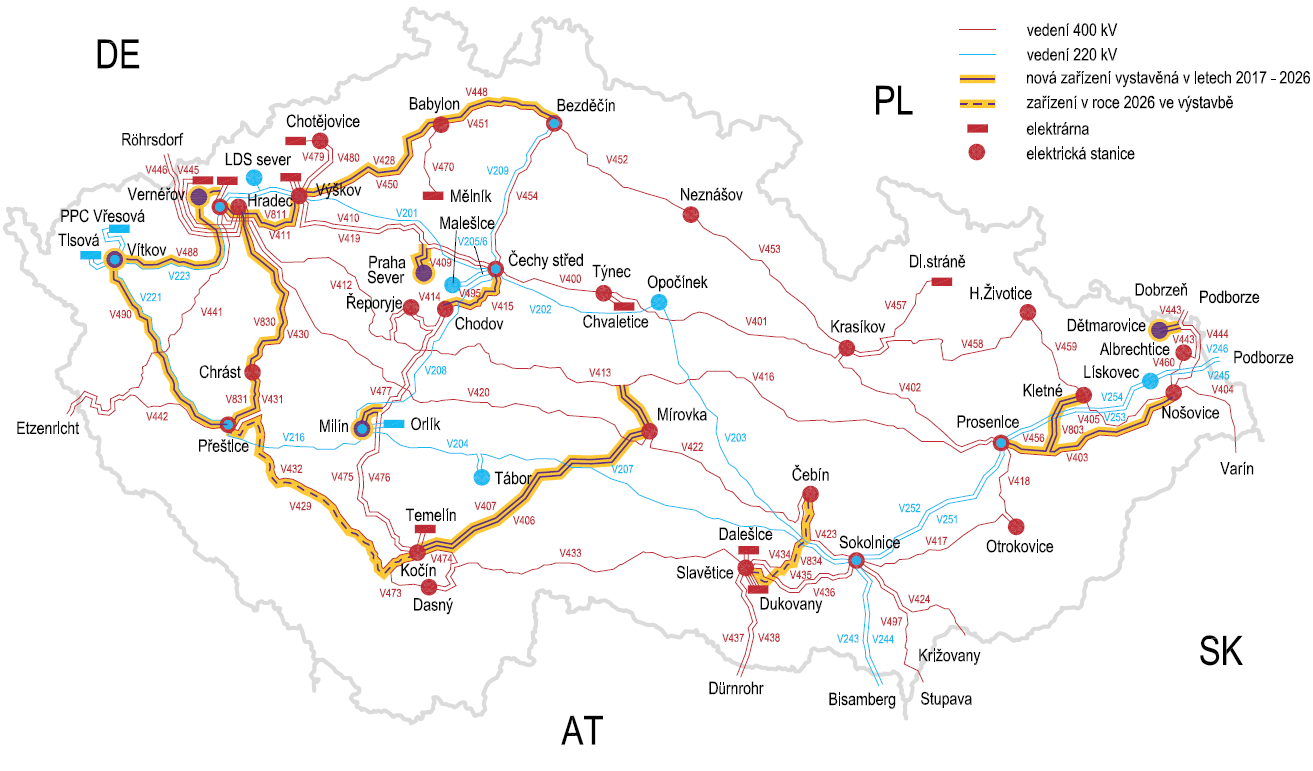 DE
PL
vedení 400 kV
vedení 220 kV
nová zařízení vystavěná v letech 2017 - 2026
zařízení v roce 2026 ve výstavbě
elektrárna
elektrická stanice
V448
Babylon
V451
Bezděčín
Chotějovice
Röhrsdorf
V479
V480
V428
V450
V470
V209
V452
LDS sever
V446
V445
Vernéřov
Hradec
Výškov
Mělník
V454
Neznášov
V811
V411
V410
V419
V201
Malešice
PPC Vřesová
Tlsová
Vítkov
V488
V223
V205/6
V409
Praha
Sever
Čechy střed
V453
Dl.stráně
V221
V490
V441
V412
Řeporyje
V414
V495
V415
Chodov
V400
Týnec
Opočínek
V202
Chvaletice
V457
H.Životice
Dobrzeň
Podborze
V443
Dětmarovice
V444
V443
Albrechtice
V460
V246
Podborze
V245
Lískovec
V830
V430
V401
Krasíkov
V458
V459
V208
Chrást
V831
V431
V477
V420
V413
V416
V402
Kletné
V254
V253
V405
V404
Nošovice
V442
Etzenrlcht
Přeštice
V216
Milín
Orlík
V204
Mírovka
V203
Prosenice
V456
V803
V403
Varín
V422
V432
V475
V476
Tábor
V207
Čebín
V418
V429
V407
V406
V252
V251
Temelín
V423
Otrokovice
Dalešice
Sokolnice
V417
V474
Kočín
V433
V434
V834
V435
Slavětice
V436
V473
Dasný
Dukovany
V424
V497
V437
V438
V243
V244
Križovany
SK
Dürnrohr
Bisamberg
Stupava
AT